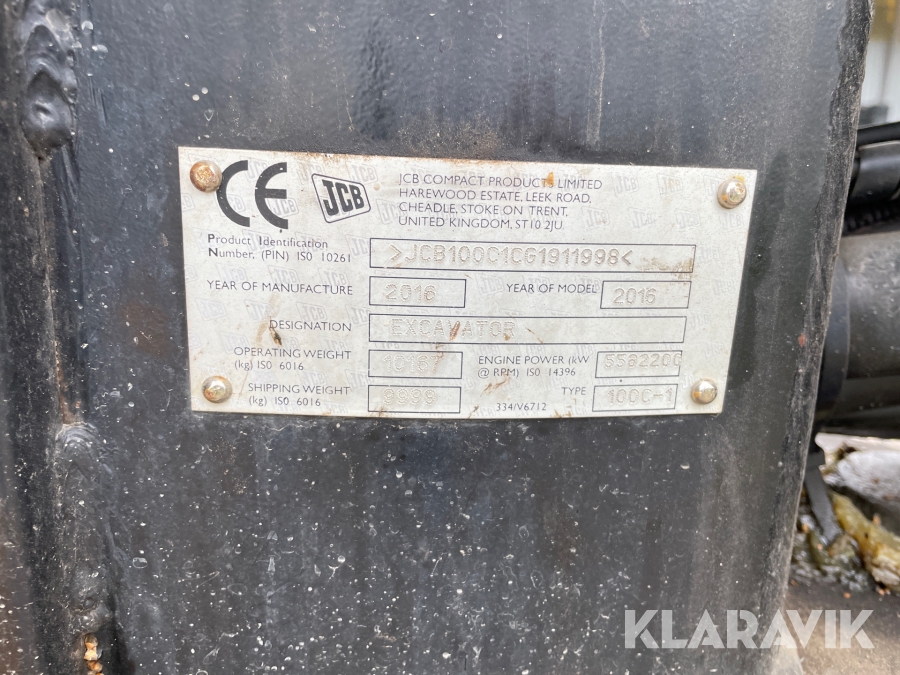 CE JCB
JCB COMPACT PRODUCTS LIMITED
HAREWOOD ESTATE, LEEK ROAD,
CHEADLE, STOKE ON TRENT,
UNITED KINGDOM, ST10 2JU
Product Identification
Number, (PIN) ISO 10261 >JCB100C1CG1911998<
YEAR OF MANUFACTURE 2016 YEAR OF MODEL 2016
DESIGNATION EXCAVATOR
OPERATING WEIGHT
(kg) ISO 6016
ENGINE POWER (kW
@ RPM) ISO 14396
SHIPPING WEIGHT
(kg) ISO 6016
TYPE 100C-1
334/V6712
KLARAVIK